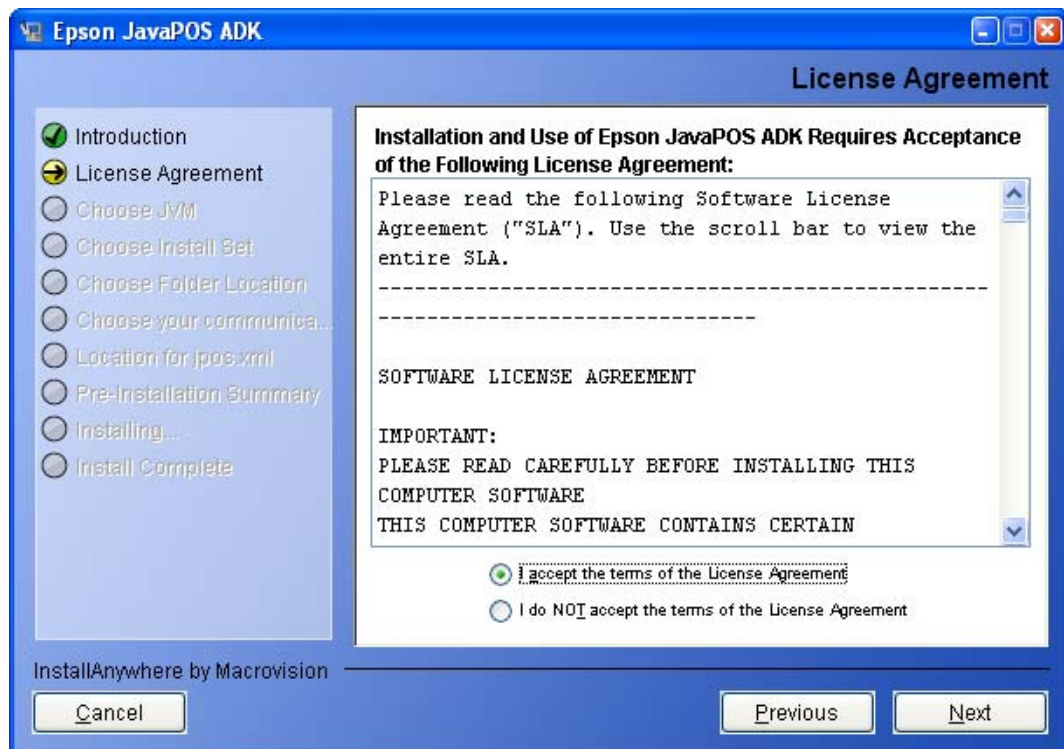 Epson JavaPOS ADK
License Agreement
Introduction
License Agreement
Choose JVM
Choose Install Set
Choose Folder Location
Choose your communica...
Location for jpos.xml
Pre-Installation Summary
Installing...
Install Complete
Installation and Use of Epson JavaPOS ADK Requires Acceptance
of the Following License Agreement:
Please read the following Software License
Agreement ("SLA"). Use the scroll bar to view the
entire SLA.
--------------------------------------------------
-------------------------------
SOFTWARE LICENSE AGREEMENT
IMPORTANT:
PLEASE READ CAREFULLY BEFORE INSTALLING THIS
COMPUTER SOFTWARE
THIS COMPUTER SOFTWARE CONTAINS CERTAIN
I accept the terms of the License Agreement
I do NOT accept the terms of the License Agreement
InstallAnywhere by Macrovision
Cancel
Previous
Next